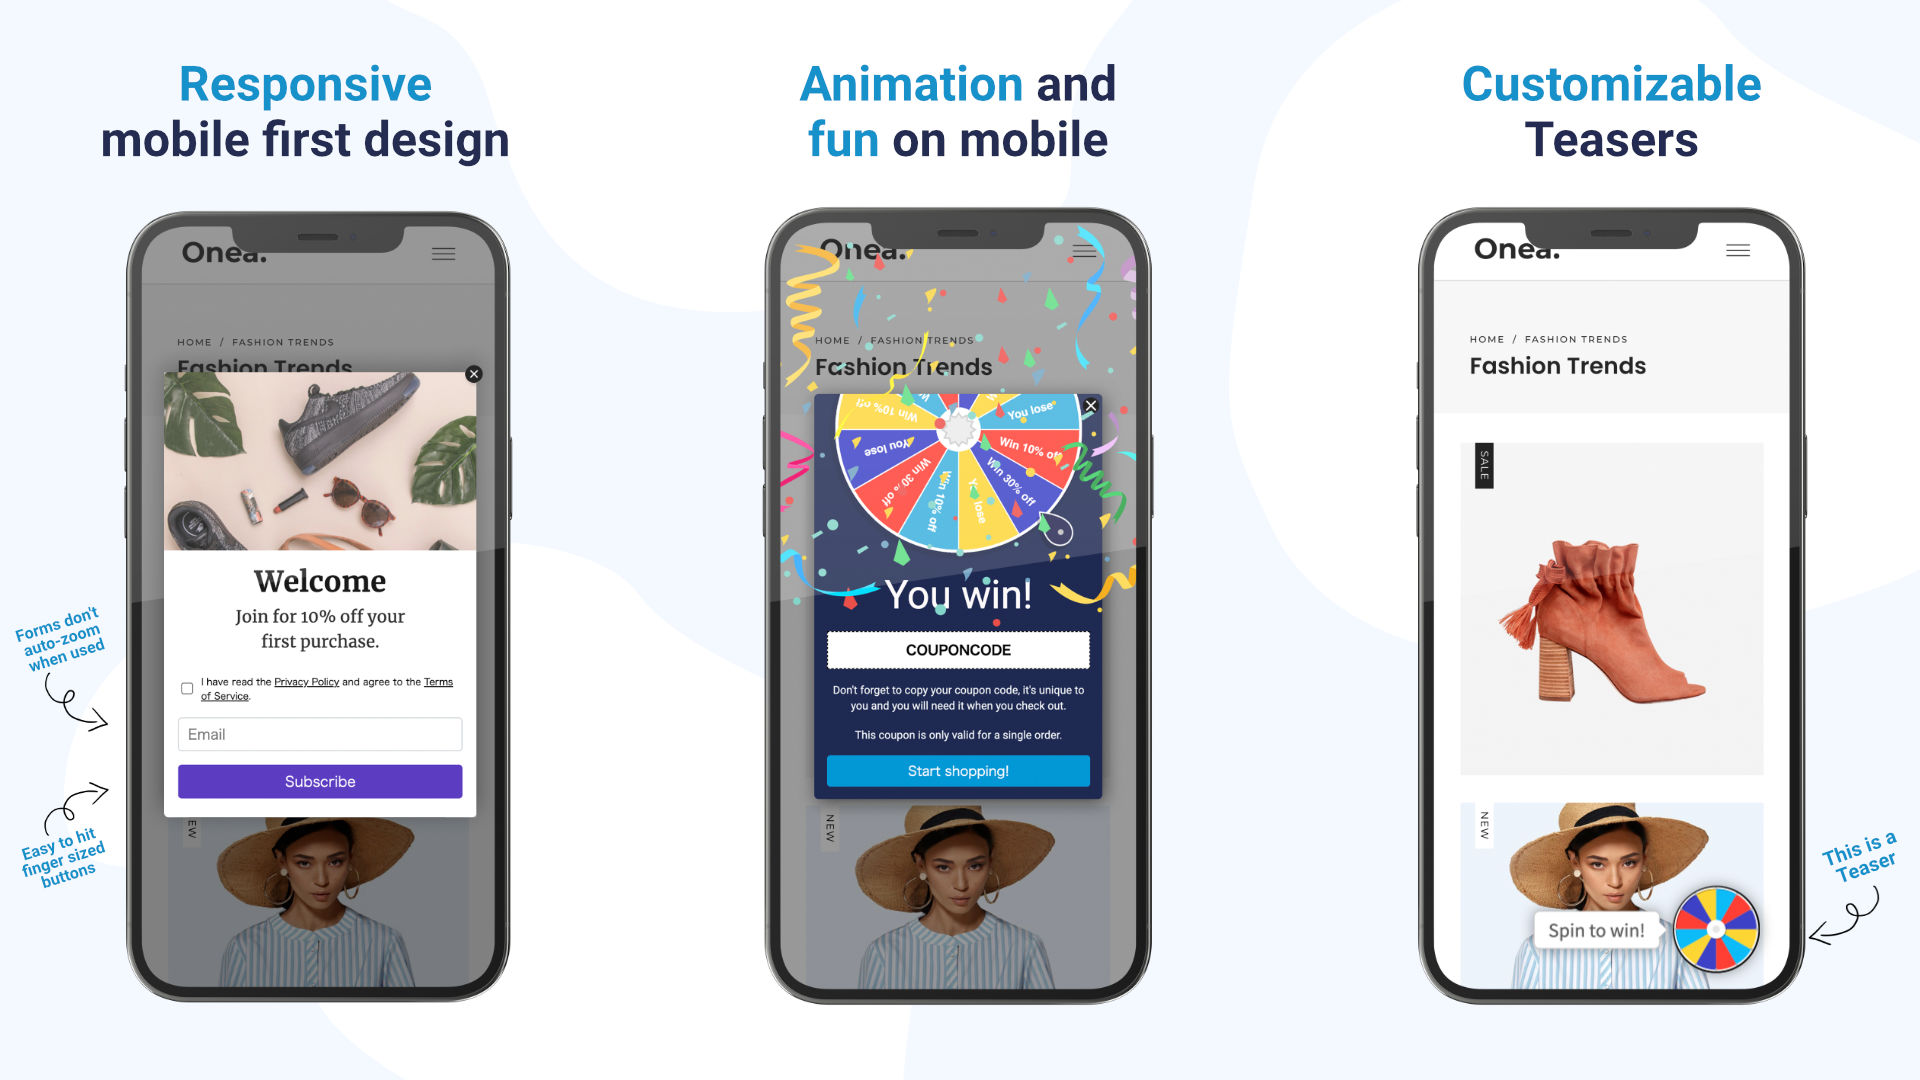 Responsive
mobile first design
Onea.
HOME / FASHION TRENDS
Fashion Trends
Welcome
Join for 10% off your
first purchase.
I have read the Privacy Policy and agree to the Terms
of Service.
Email
Subscribe
NEW
Forms don't
auto-zoom
when used
Easy to hit
finger sized
buttons
Animation and
fun on mobile
Onea.
HOME / FASHION TRENDS
Fashion Trends
Win 10% off
You lose
You lose
Win 10% off
Win 30% off
Win 30% off
Win 10% off
You lose
You win!
COUPONCODE
Don't forget to copy your coupon code, it's unique to
you and you will need it when you check out.
This coupon is only valid for a single order.
Start shopping!
NEW
Customizable
Teasers
Onea.
HOME / FASHION TRENDS
Fashion Trends
SALE
NEW
Spin to win!
This is a
Teaser